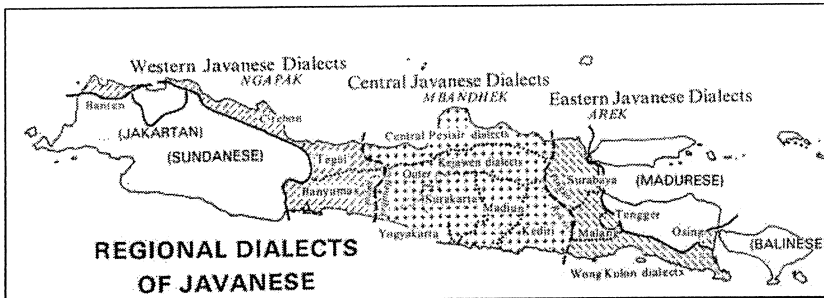 Western Javanese Dialects
NGAPAK
Central Javanese Dialects
MBANDHEK
Eastern Javanese Dialects
AREK
Banten
Cirebon
(JAKARTAN)
(SUNDANESE)
Central Pesisir dialects
Tegal
Kejawen dialects
Outer
Banyumas
Surakarta
Madiun
Surabaya
(MADURESE)
Tengger
Osing
Yogyakarta
Kediri
Malang
(BALINESE)
Wong Kulon dialects
REGIONAL DIALECTS
OF JAVANESE